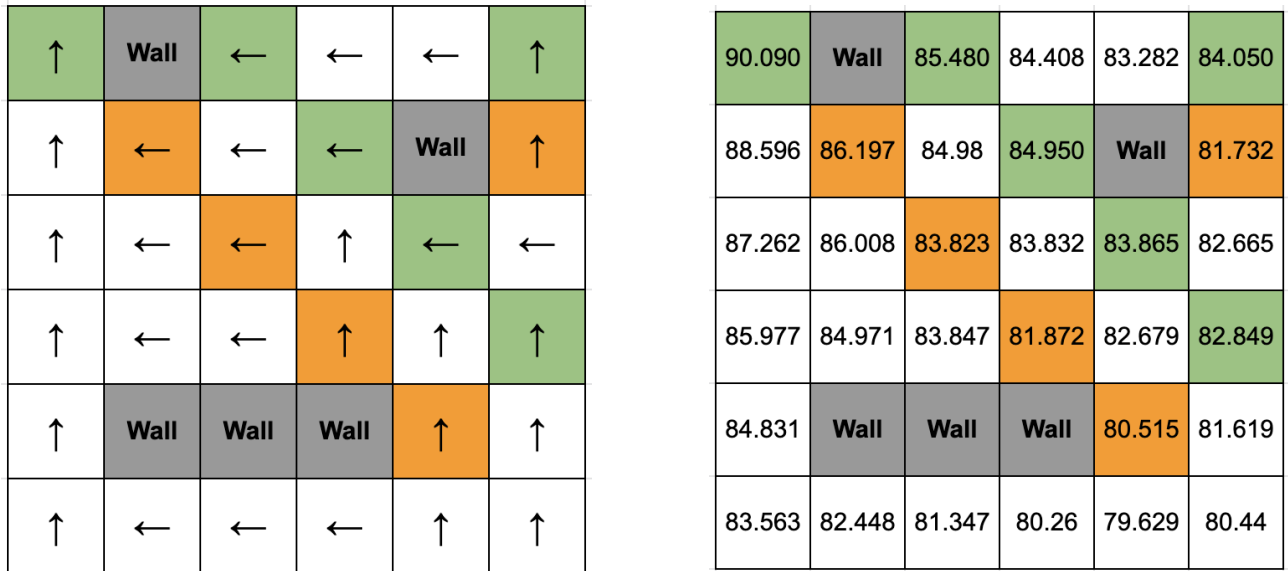 ↑ Wall ← ← ← ↑
↑ ← ← ← Wall ↑
↑ ← ← ↑ ← ←
↑ ← ← ↑ ↑ ↑
↑ Wall Wall Wall ↑ ↑
↑ ← ← ← ↑ ↑
90.090 Wall 85.480 84.408 83.282 84.050
88.596 86.197 84.98 84.950 Wall 81.732
87.262 86.008 83.823 83.832 83.865 82.665
85.977 84.971 83.847 81.872 82.679 82.849
84.831 Wall Wall Wall 80.515 81.619
83.563 82.448 81.347 80.26 79.629 80.44